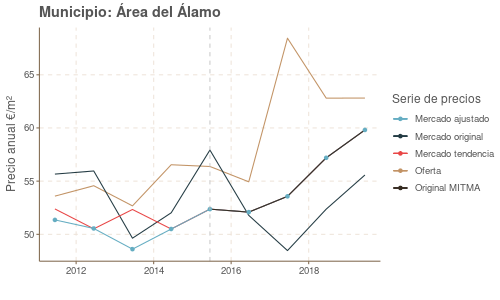 Municipio: Área del Álamo
Precio anual €/m²
65
60
55
50
2012
2014
2016
2018
Serie de precios
Mercado ajustado
Mercado original
Mercado tendencia
Oferta
Original MITMA